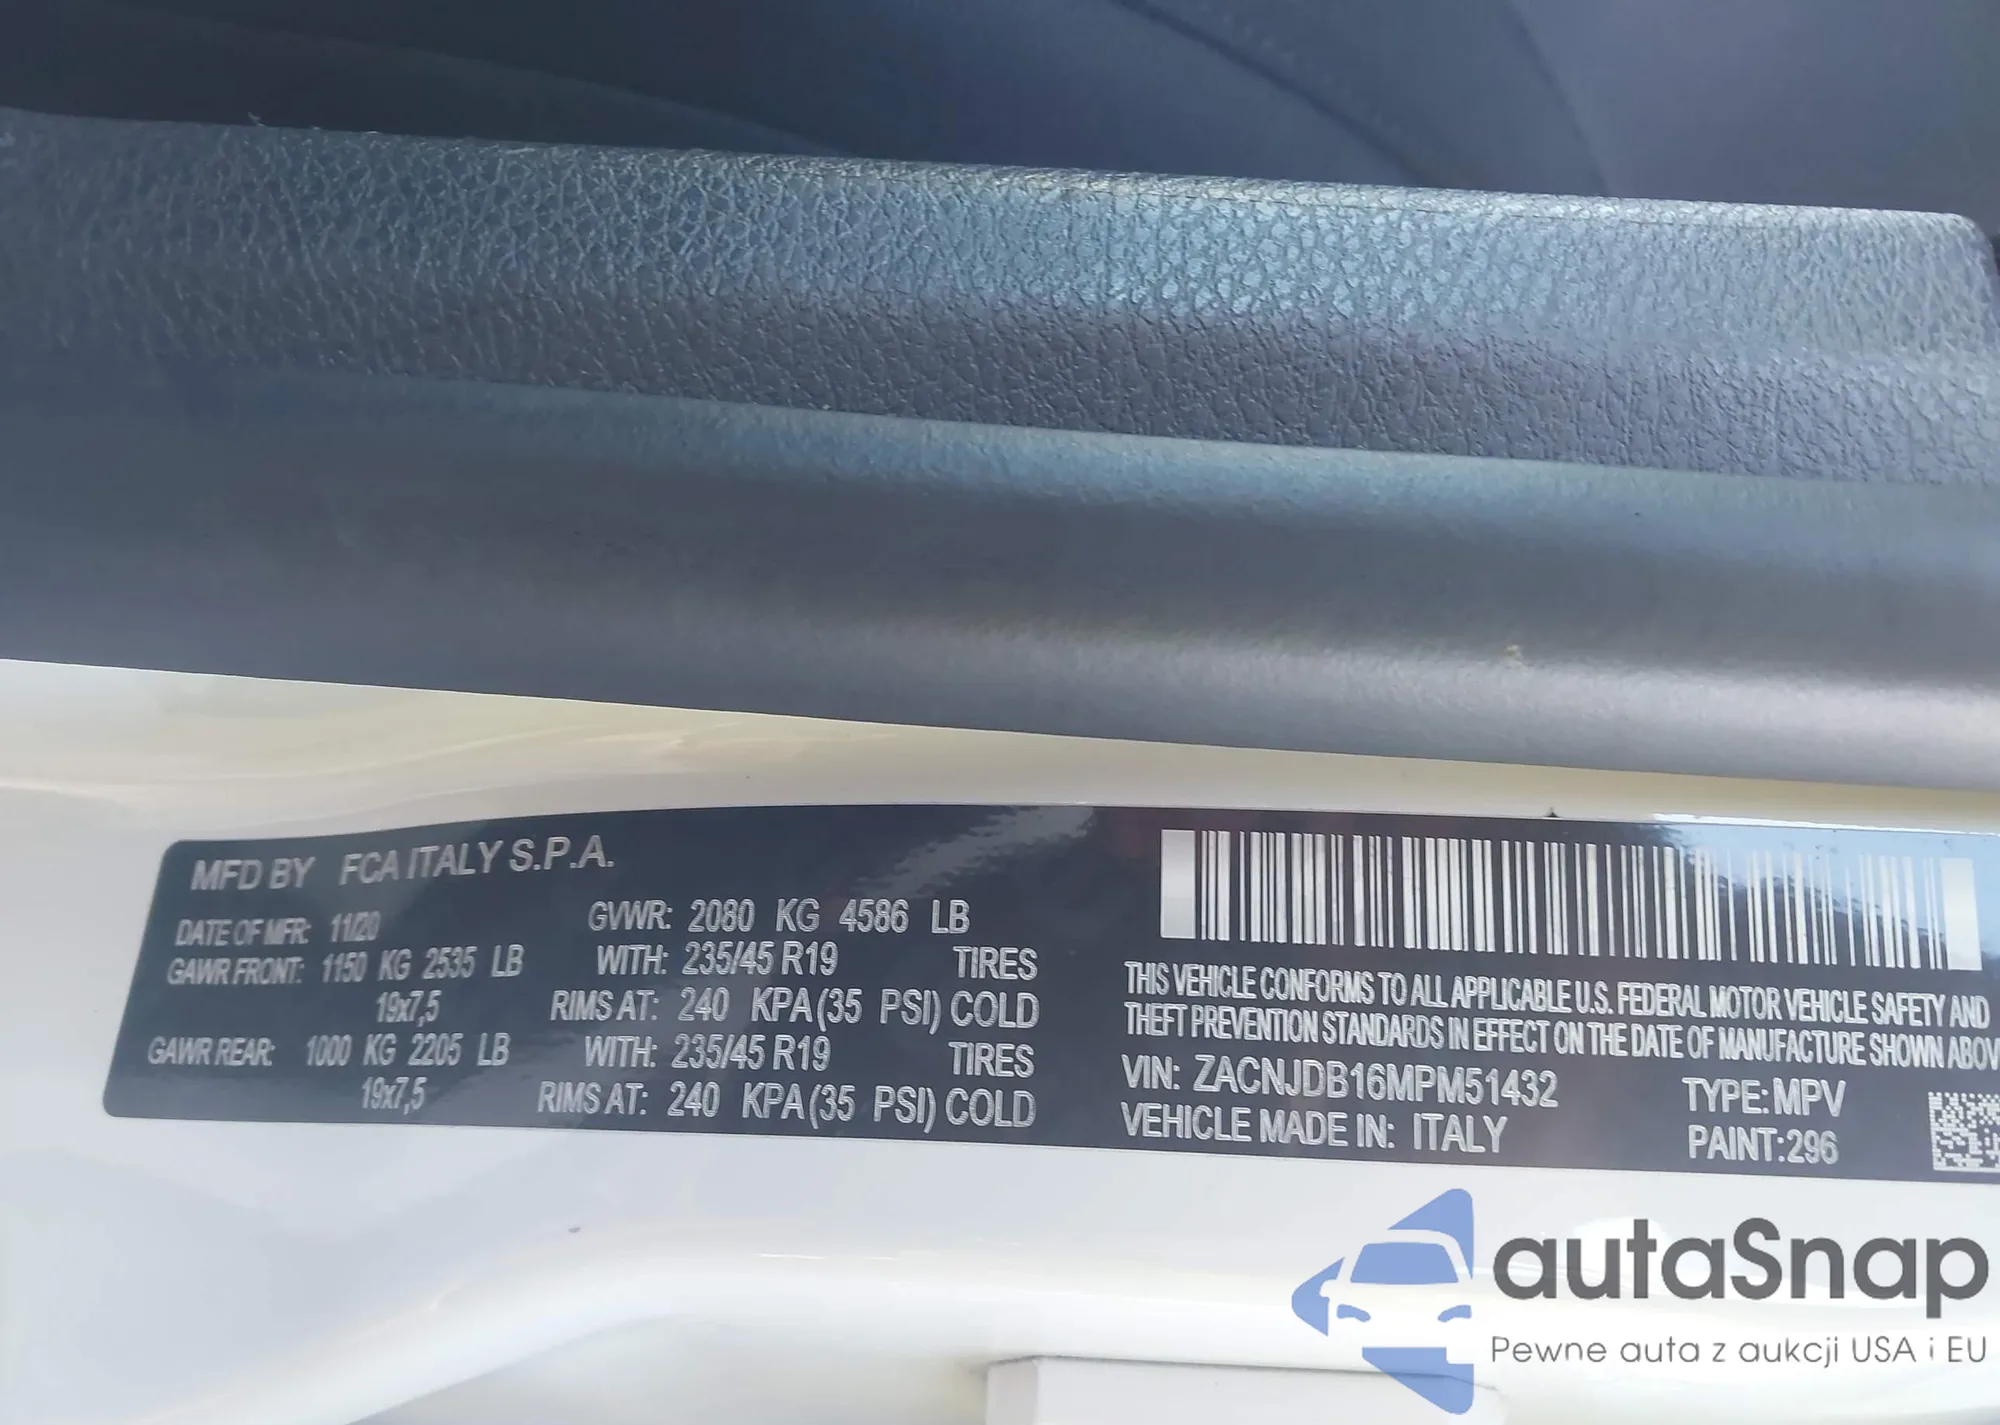 MFD BY FCA ITALY S.P.A.
DATE OF MFR: 11/20 GVWR: 2080 KG 4586 LB
GAWR FRONT: 1150 KG 2535 LB WITH: 235/45 R19 TIRES
19x7,5 RIMS AT: 240 KPA(35 PSI) COLD
GAWR REAR: 1000 KG 2205 LB WITH: 235/45 R19 TIRES
19x7,5 RIMS AT: 240 KPA(35 PSI) COLD
THIS VEHICLE CONFORMS TO ALL APPLICABLE U.S. FEDERAL MOTOR VEHICLE SAFETY AND
THEFT PREVENTION STANDARDS IN EFFECT ON THE DATE OF MANUFACTURE SHOWN ABOV
VIN: ZACNJDB16MPM51432 TYPE: MPV
VEHICLE MADE IN: ITALY PAINT:296
autaSnap
Pewne auta z aukcji USA i EU